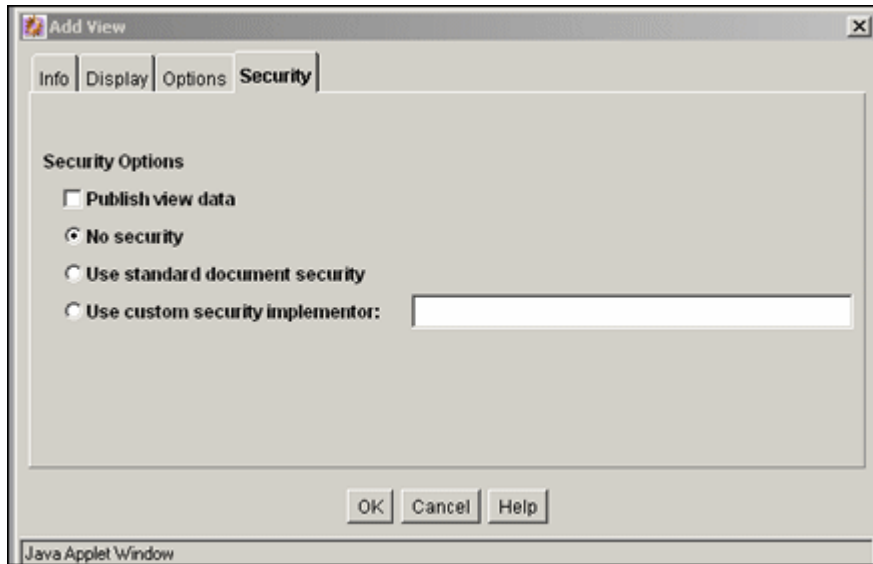 Add View
Info Display Options Security
Security Options
Publish view data
No security
Use standard document security
Use custom security implementor:
OK Cancel Help
Java Applet Window